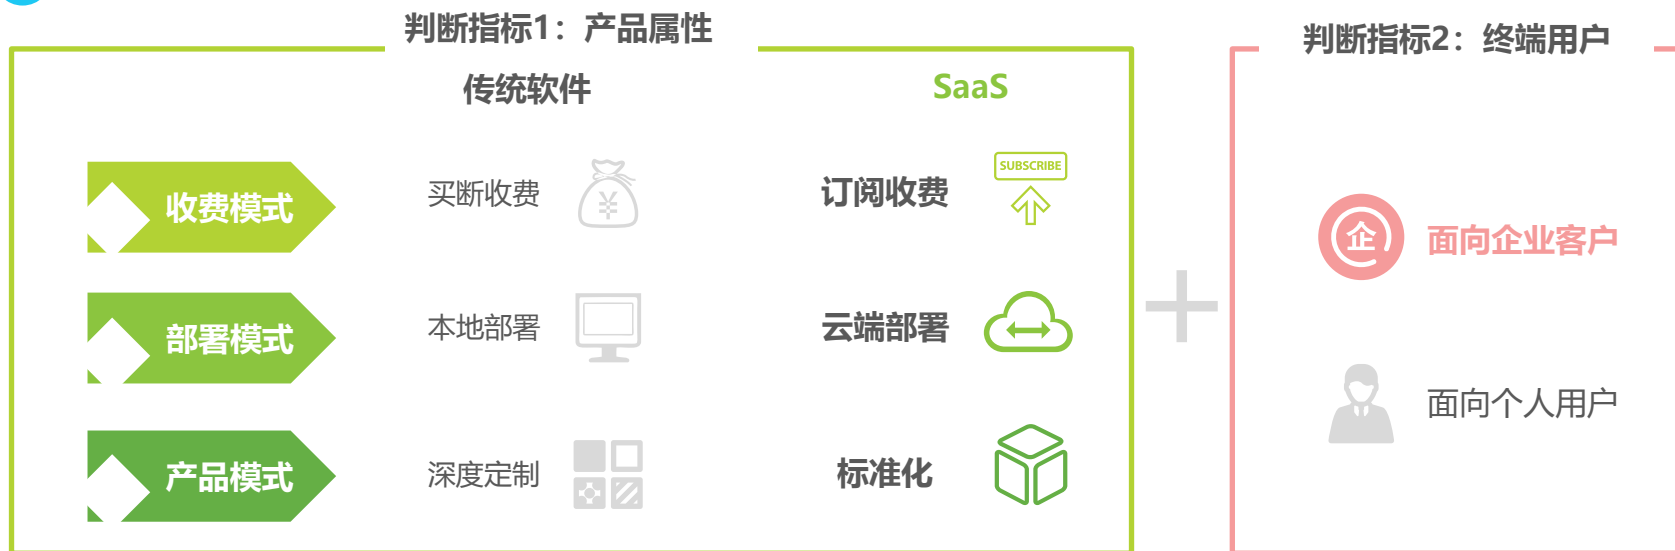 判断指标1：产品属性
判断指标2：终端用户
传统软件
SaaS
收费模式
买断收费
¥
订阅收费
SUBSCRIBE
部署模式
本地部署
云端部署
产品模式
深度定制
标准化
企
面向企业客户
面向个人用户